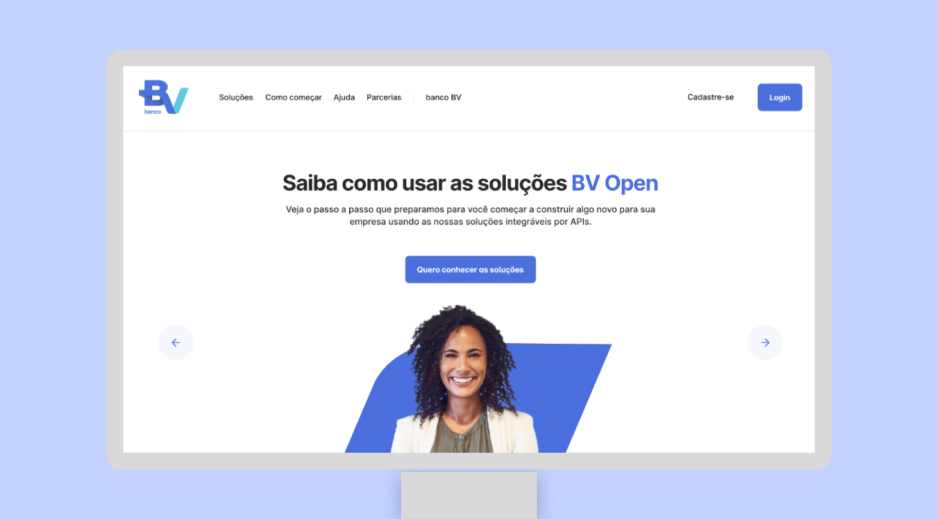 BV
banco
Soluções Como começar Ajuda Parcerias banco BV Cadastre-se Login
Saiba como usar as soluções BV Open
Veja o passo a passo que preparamos para você começar a construir algo novo para sua
empresa usando as nossas soluções integráveis por APIs.
Quero conhecer as soluções